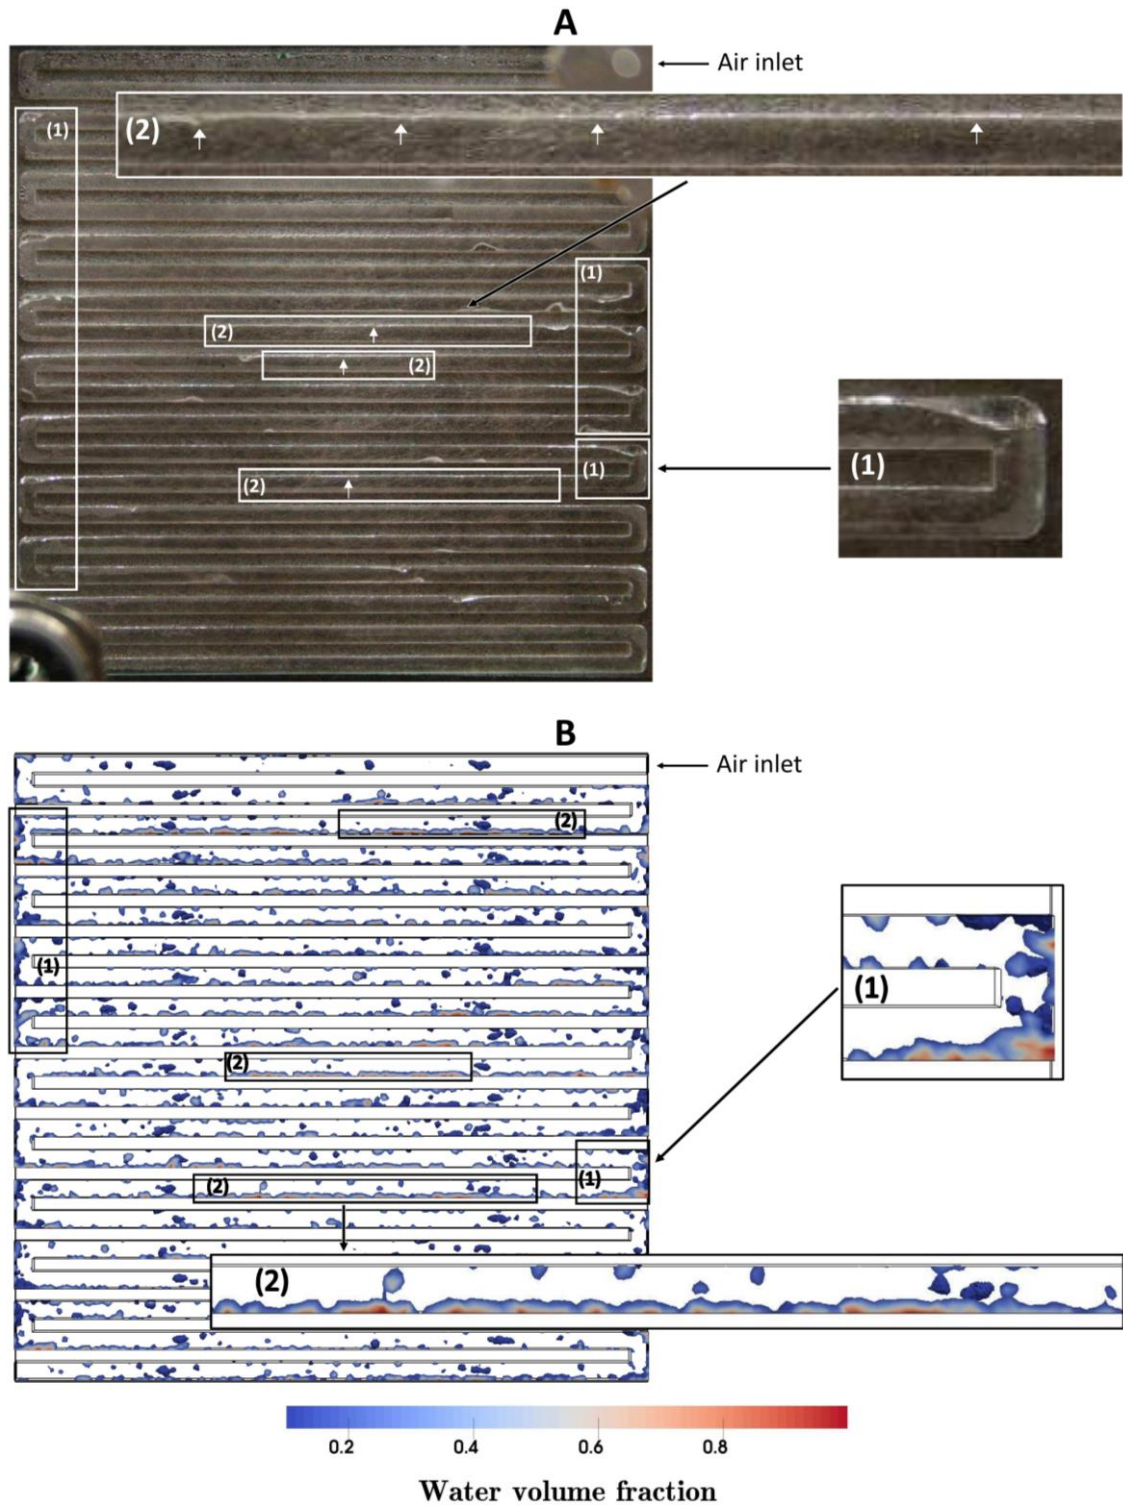 A
Air inlet
(1)
(2)
(1)
(2)
(2)
(1)
(1)
(2)
B
Air inlet
(2)
(1)
(1)
(2)
(1)
(2)
(2)
0.2 0.4 0.6 0.8
Water volume fraction